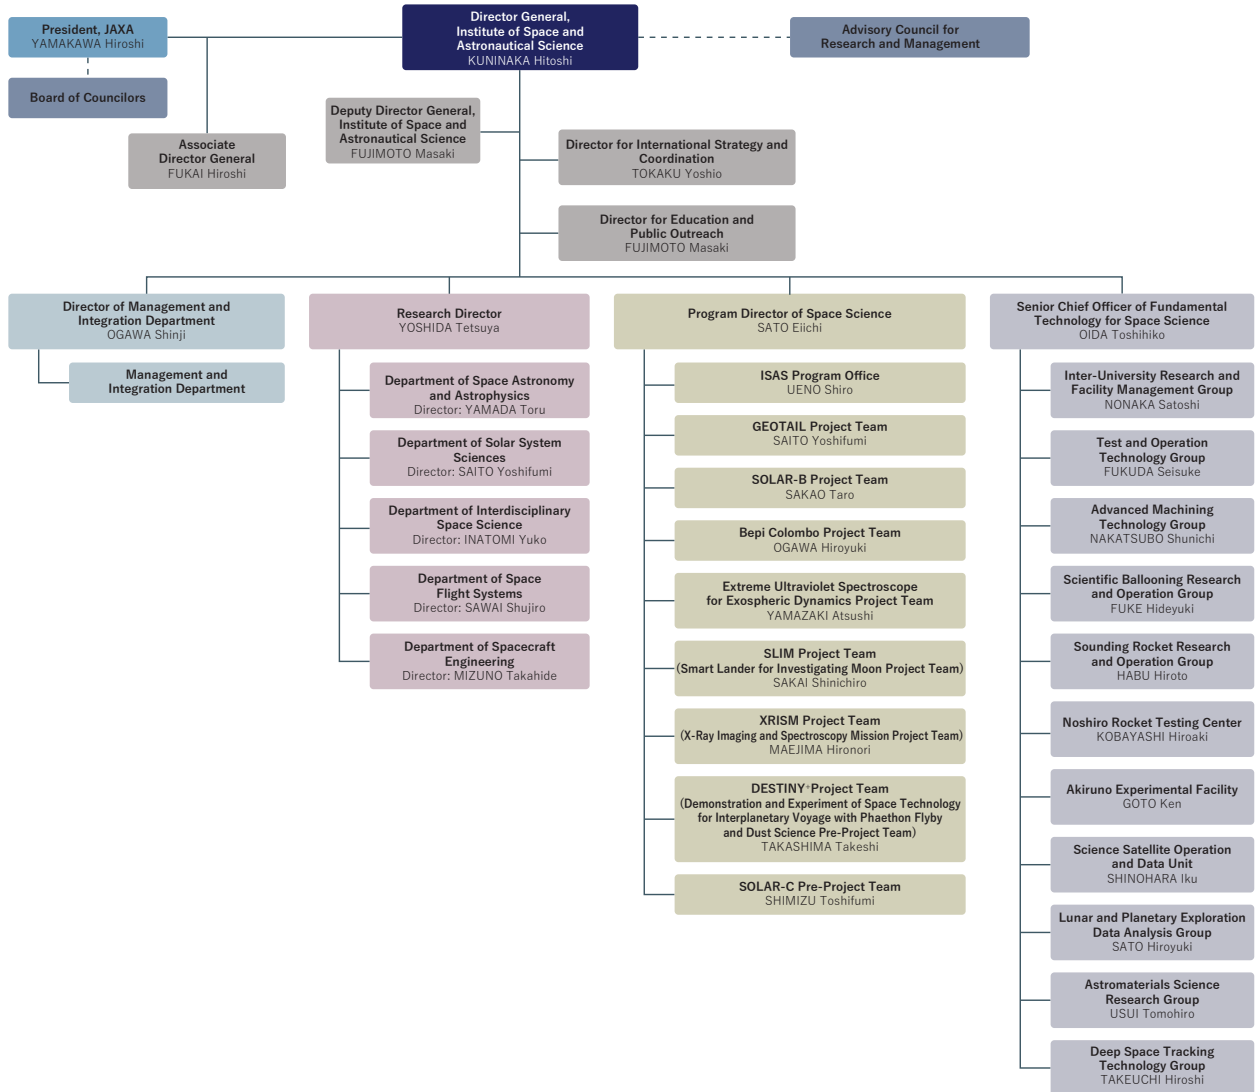 President, JAXA
YAMAKAWA Hiroshi
Board of Councilors
Director General,
Institute of Space and
Astronautical Science
KUNINAKA Hitoshi
Advisory Council for
Research and Management
Associate
Director General
FUKAI Hiroshi
Deputy Director General,
Institute of Space and
Astronautical Science
FUJIMOTO Masaki
Director for International Strategy and
Coordination
TOKAKU Yoshio
Director for Education and
Public Outreach
FUJIMOTO Masaki
Director of Management and
Integration Department
OGAWA Shinji
Management and
Integration Department
Research Director
YOSHIDA Tetsuya
Department of Space Astronomy
and Astrophysics
Director: YAMADA Toru
Department of Solar System
Sciences
Director: SAITO Yoshifumi
Department of Interdisciplinary
Space Science
Director: INATOMI Yuko
Department of Space
Flight Systems
Director: SAWAI Shujiro
Department of Spacecraft
Engineering
Director: MIZUNO Takahide
Program Director of Space Science
SATO Eiichi
ISAS Program Office
UENO Shiro
GEOTAIL Project Team
SAITO Yoshifumi
SOLAR-B Project Team
SAKAO Taro
Bepi Colombo Project Team
OGAWA Hiroyuki
Extreme Ultraviolet Spectroscope
for Exospheric Dynamics Project Team
YAMAZAKI Atsushi
SLIM Project Team
(Smart Lander for Investigating Moon Project Team)
SAKAI Shinichiro
XRISM Project Team
(X-Ray Imaging and Spectroscopy Mission Project Team)
MAEJIMA Hironori
DESTINY+Project Team
(Demonstration and Experiment of Space Technology
for Interplanetary Voyage with Phaethon Flyby
and Dust Science Pre-Project Team)
TAKASHIMA Takeshi
SOLAR-C Pre-Project Team
SHIMIZU Toshifumi
Senior Chief Officer of Fundamental
Technology for Space Science
OIDA Toshihiko
Inter-University Research and
Facility Management Group
NONAKA Satoshi
Test and Operation
Technology Group
FUKUDA Seisuke
Advanced Machining
Technology Group
NAKATSUBO Shunichi
Scientific Ballooning Research
and Operation Group
FUKE Hideyuki
Sounding Rocket Research
and Operation Group
HABU Hiroto
Noshiro Rocket Testing Center
KOBAYASHI Hiroaki
Akiruno Experimental Facility
GOTO Ken
Science Satellite Operation
and Data Unit
SHINOHARA Iku
Lunar and Planetary Exploration
Data Analysis Group
SATO Hiroyuki
Astromaterials Science
Research Group
USUI Tomohiro
Deep Space Tracking
Technology Group
TAKEUCHI Hiroshi